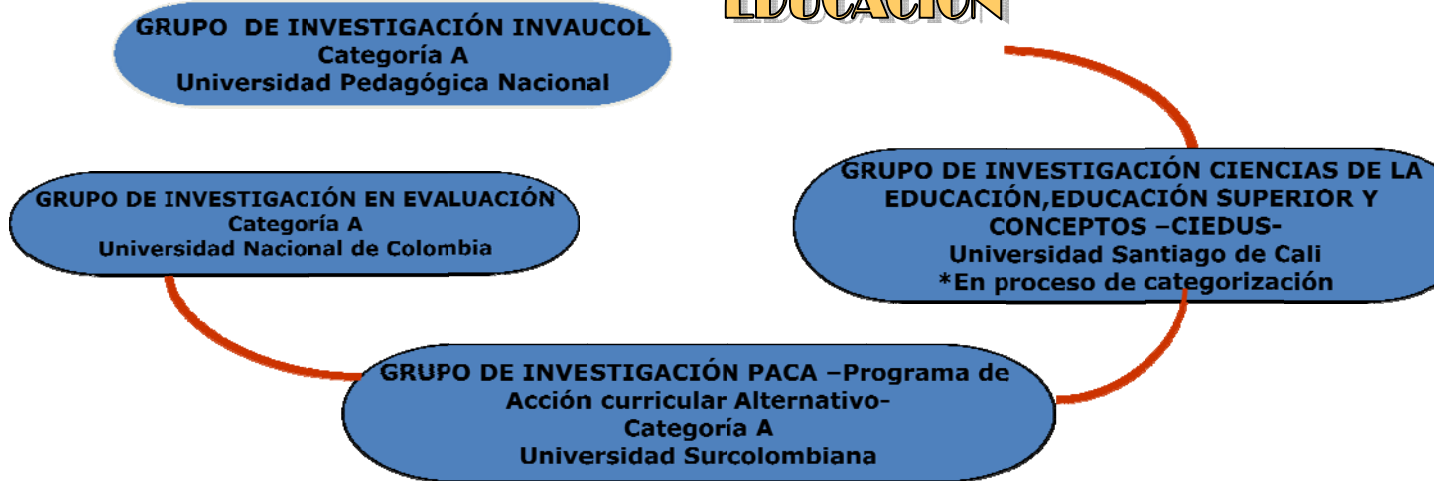 EDUCACIÓN
GRUPO DE INVESTIGACIÓN INVAUCOL
Categoría A
Universidad Pedagógica Nacional
GRUPO DE INVESTIGACIÓN EN EVALUACIÓN
Categoría A
Universidad Nacional de Colombia
GRUPO DE INVESTIGACIÓN CIENCIAS DE LA
EDUCACIÓN,EDUCACIÓN SUPERIOR Y
CONCEPTOS –CIEDUS-
Universidad Santiago de Cali
*En proceso de categorización
GRUPO DE INVESTIGACIÓN PACA –Programa de
Acción curricular Alternativo-
Categoría A
Universidad Surcolombiana